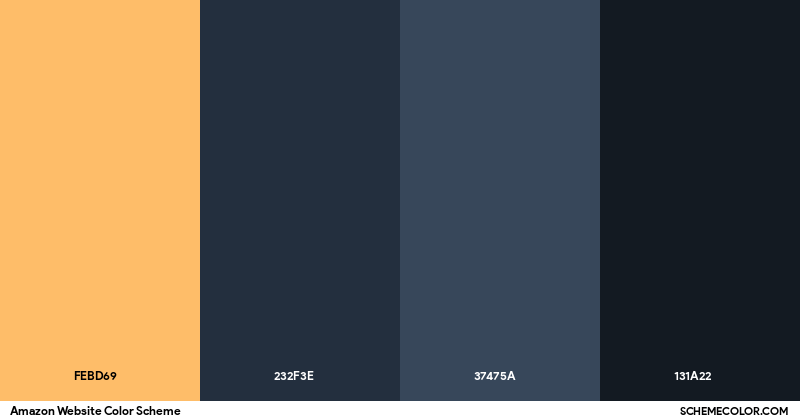 FEBD69
232F3E
37475A
131A22
Amazon Website Color Scheme
SCHEMECOLOR.COM